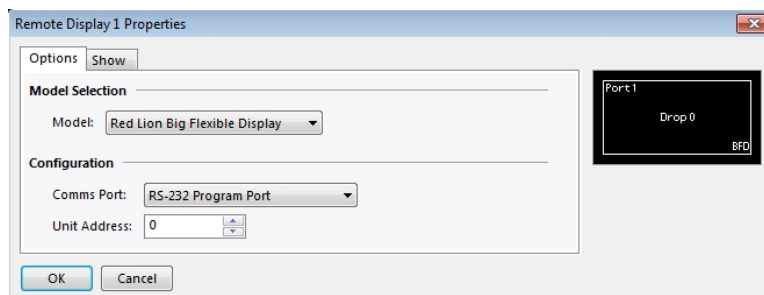 Remote Display 1 Properties
Options Show
Model Selection
Model: Red Lion Big Flexible Display
Configuration
Comms Port: RS-232 Program Port
Unit Address: 0
OK Cancel
Port 1
Drop 0
BFD